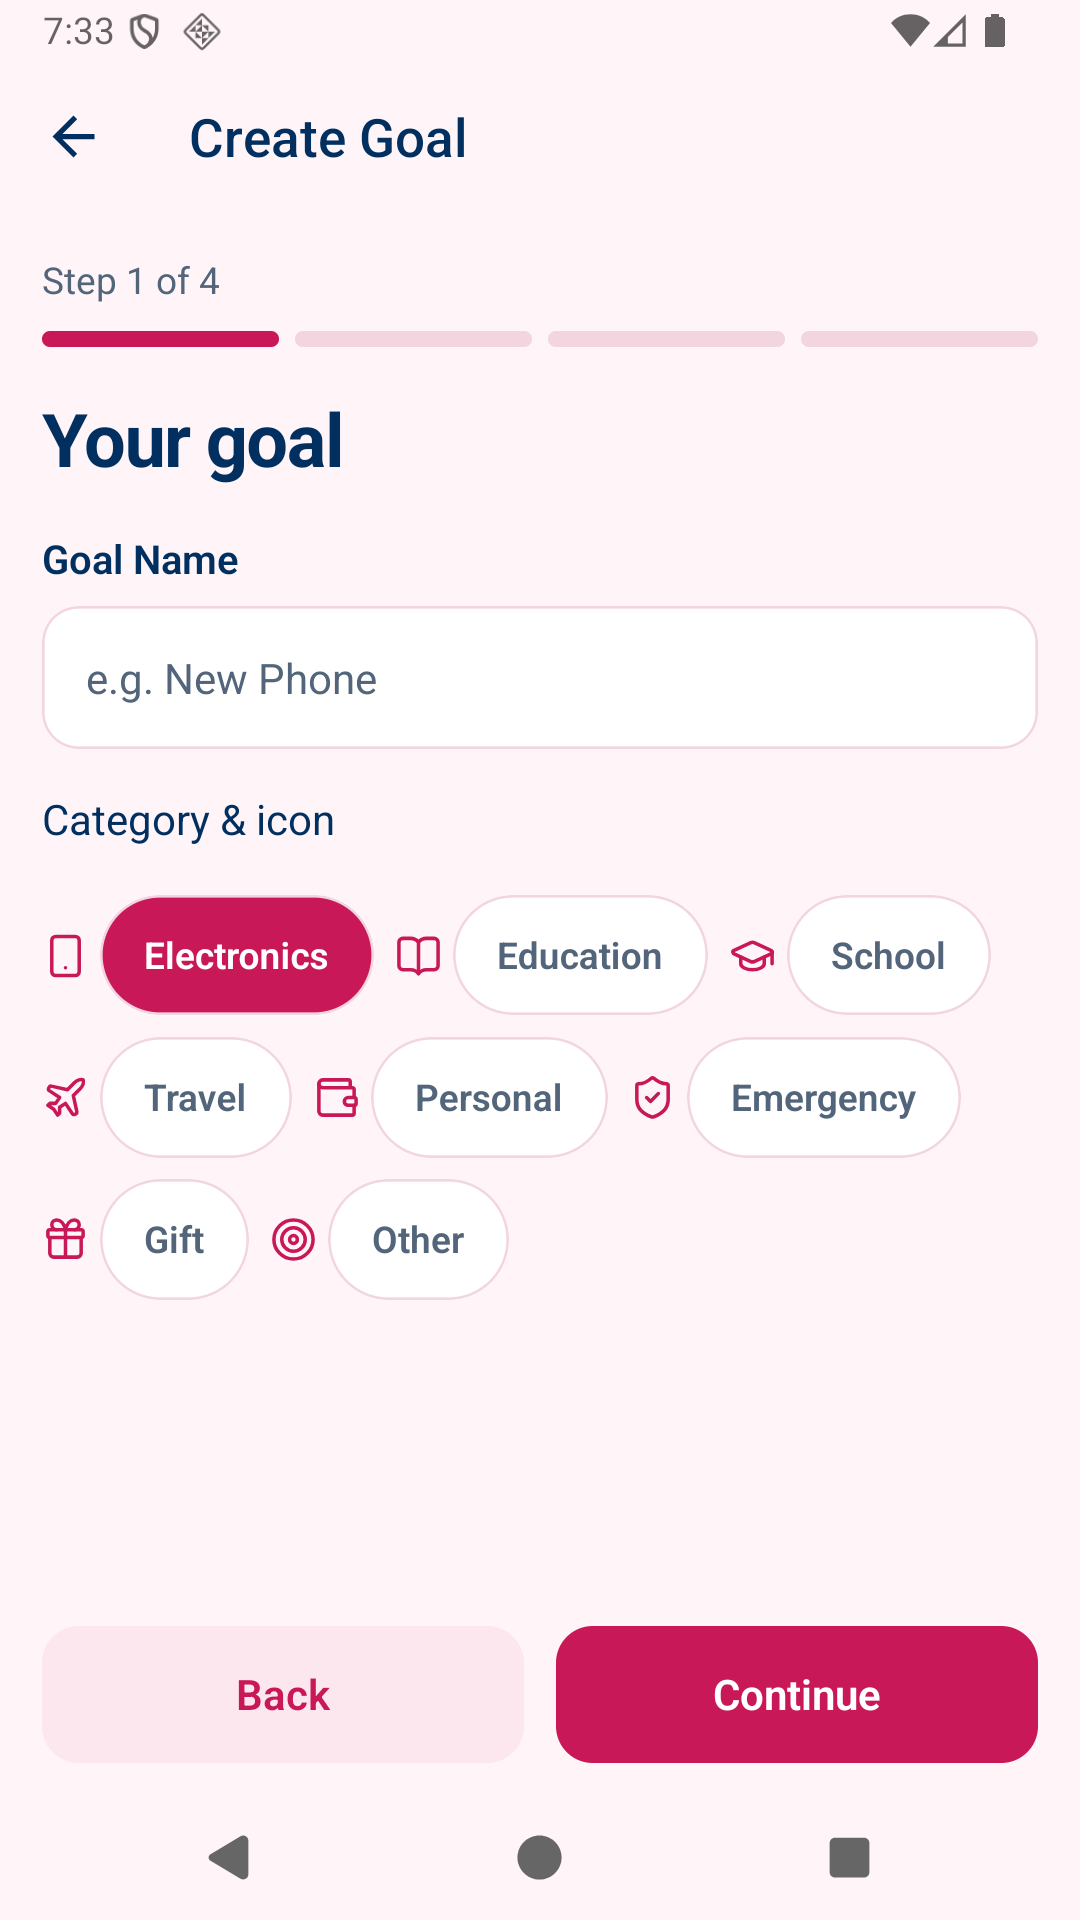 7:33
Create Goal
Step 1 of 4
Your goal
Goal Name
e.g. New Phone
Category & icon
Electronics Education School
Travel Personal Emergency
Gift Other
Back Continue